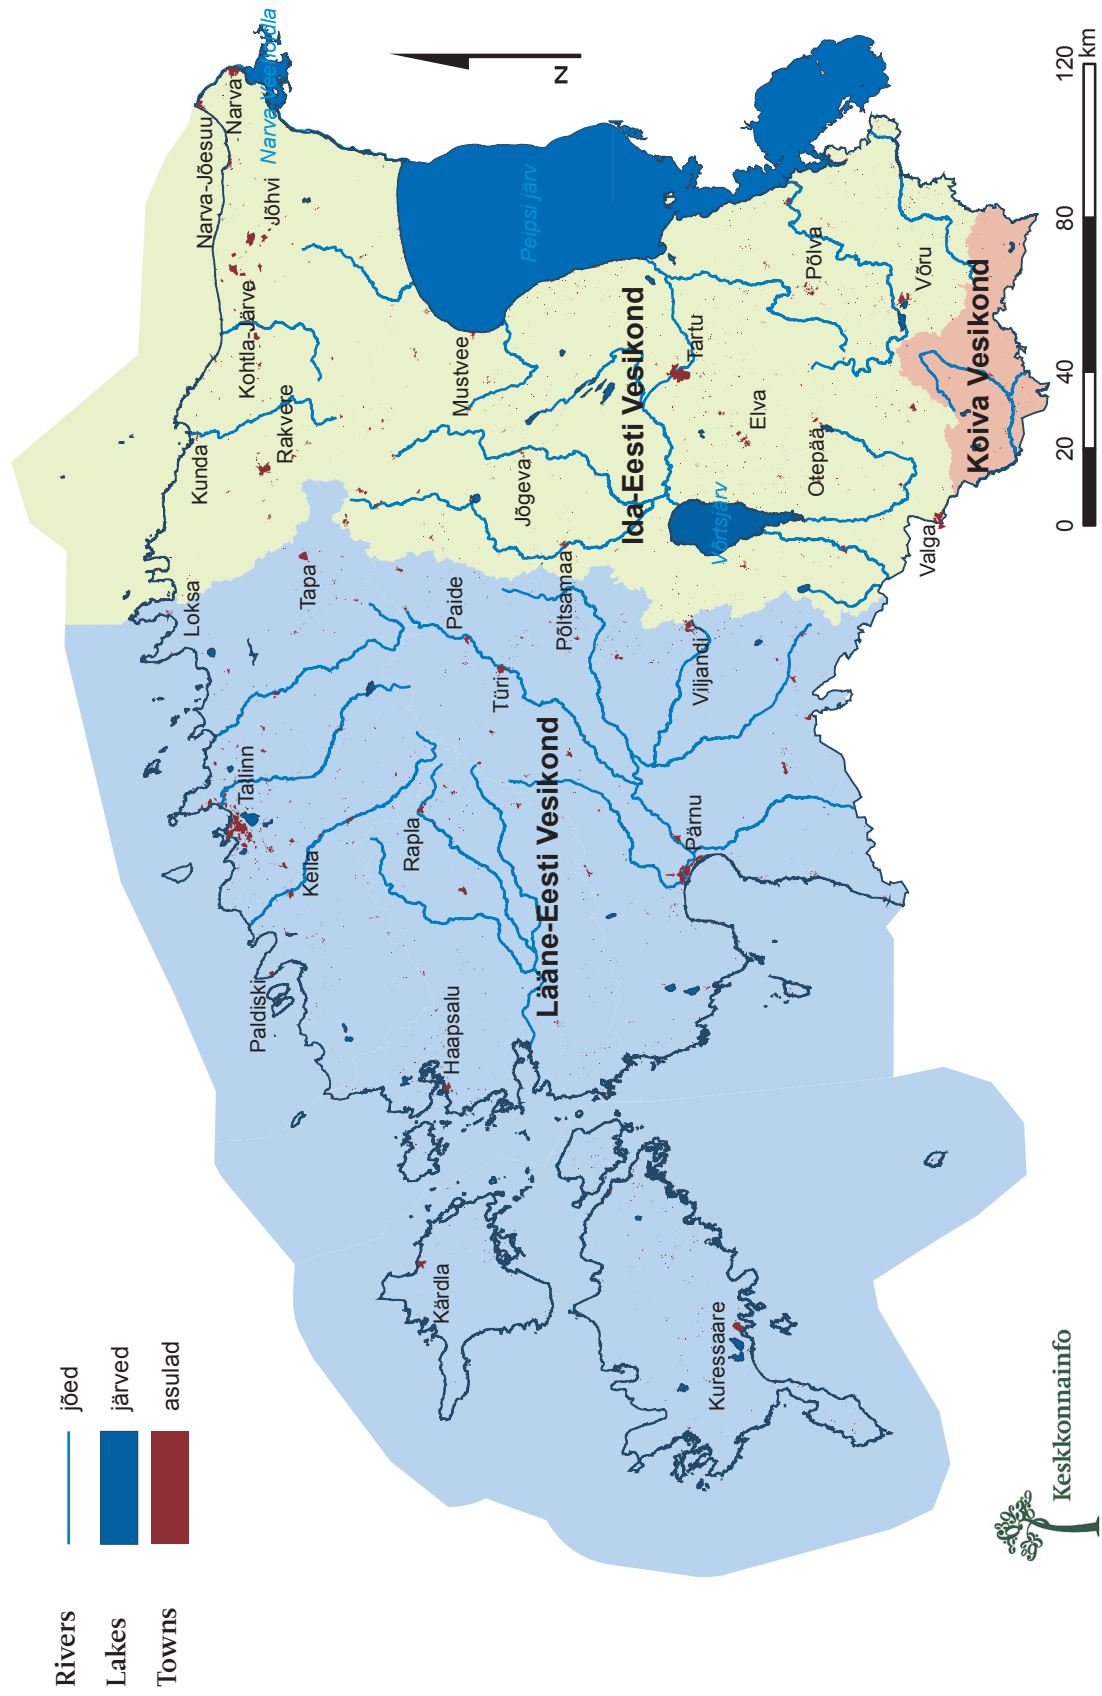 Rivers jõed
Lakes järved
Towns asulad
Narva Veehoidla
Narva
Narva-Jõesuu
Jõhvi
Kohtla-Järve
Rakvere
Kunda
Loksa
Tapa
Tallinn
Keila
Paldiski
Rapla
Haapsalu
Kärdla
Kuressaare
Pärnu
Türi
Paide
Viljandi
Põltsamaa
Jõgeva
Mustvee
Peipsi järv
Võrtsjärv
Tartu
Elva
Otepää
Põlva
Võru
Valga
Lääne-Eesti Vesikond
Ida-Eesti Vesikond
Koiva Vesikond
N
0 20 40 80 120
km
Keskkonnainfo